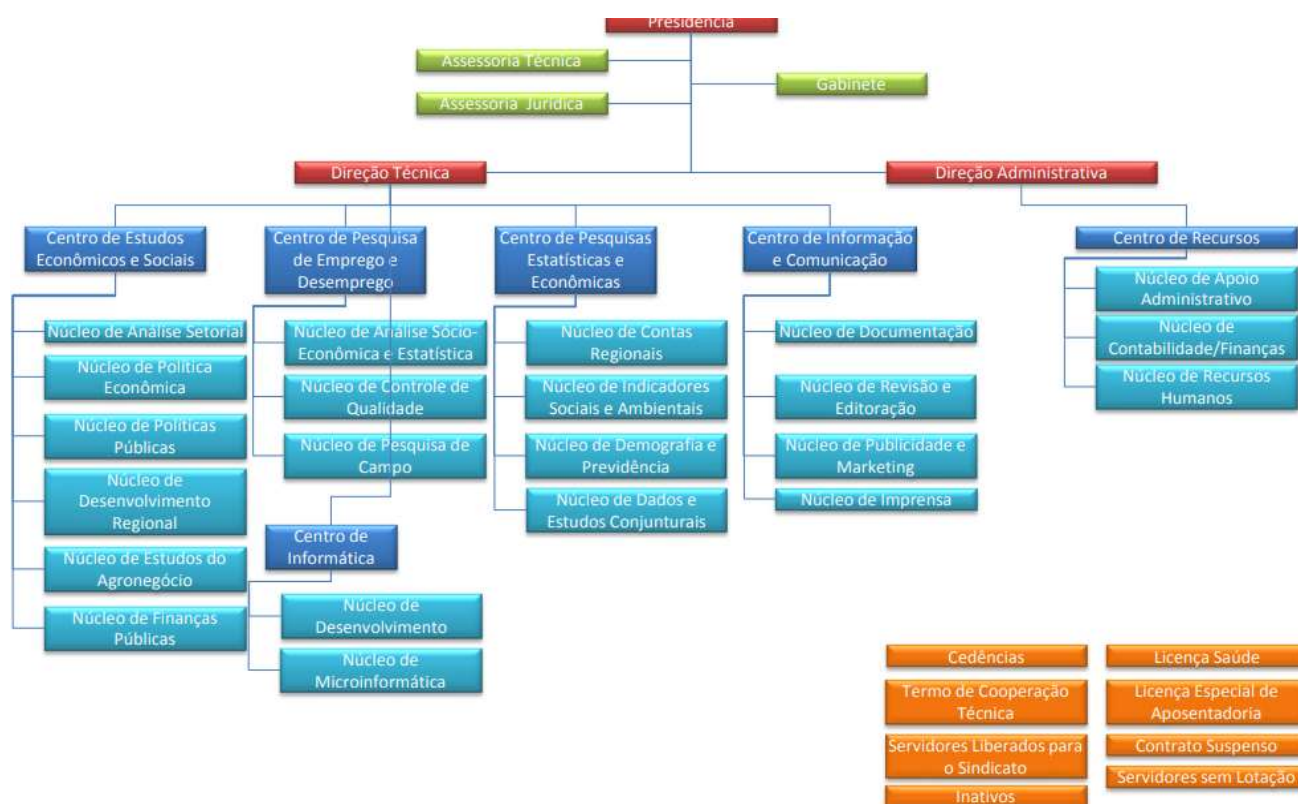 Presidência
Assessoria Técnica
Gabinete
Assessoria Jurídica
Direção Técnica
Direção Administrativa
Centro de Estudos
Econômicos e Sociais
Núcleo de Análise Setorial
Núcleo de Política
Econômica
Núcleo de Políticas
Públicas
Núcleo de
Desenvolvimento
Regional
Núcleo de Estudos do
Agronegócio
Núcleo de Finanças
Públicas
Centro de Pesquisa
de Emprego e
Desemprego
Núcleo de Análise Sócio-
Econômica e Estatística
Núcleo de Controle de
Qualidade
Núcleo de Pesquisa de
Campo
Centro de
Informática
Núcleo de
Desenvolvimento
Núcleo de
Microinformática
Centro de Pesquisas
Estatísticas e
Econômicas
Núcleo de Contas
Regionais
Núcleo de Indicadores
Sociais e Ambientais
Núcleo de Demografia e
Previdência
Núcleo de Dados e
Estudos Conjunturais
Centro de Informação
e Comunicação
Núcleo de Documentação
Núcleo de Revisão e
Editoração
Núcleo de Publicidade e
Marketing
Núcleo de Imprensa
Centro de Recursos
Núcleo de Apoio
Administrativo
Núcleo de
Contabilidade/Finanças
Núcleo de Recursos
Humanos
Cedências
Termo de Cooperação
Técnica
Servidores Liberados para
o Sindicato
Inativos
Licença Saúde
Licença Especial de
Aposentadoria
Contrato Suspenso
Servidores sem Lotação